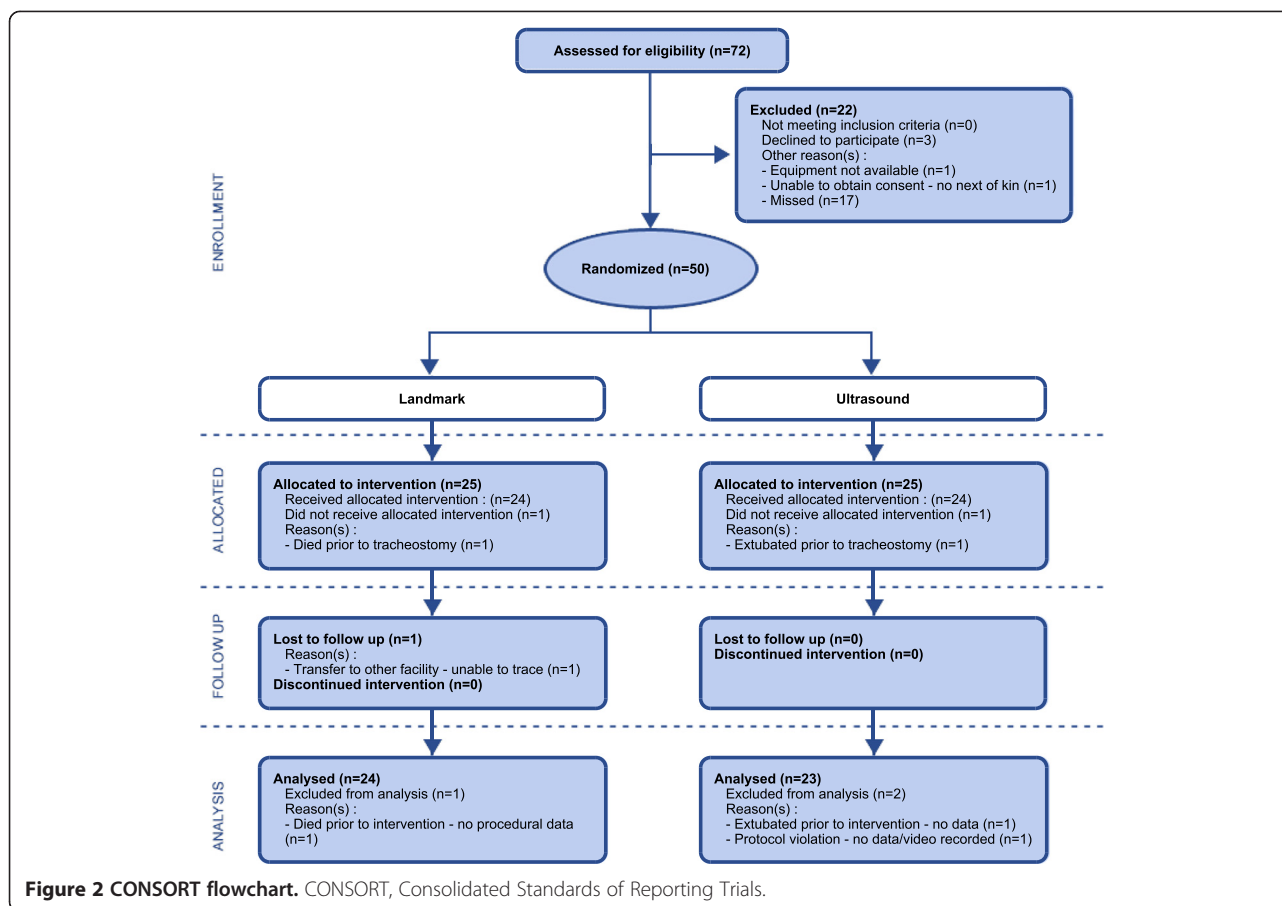 Assessed for eligibility (n=72)
Excluded (n=22)
Not meeting inclusion criteria (n=0)
Declined to participate (n=3)
Other reason(s) :
- Equipment not available (n=1)
- Unable to obtain consent - no next of kin (n=1)
- Missed (n=17)
ENROLLMENT
Randomized (n=50)
Landmark
Ultrasound
ALLOCATED
Allocated to intervention (n=25)
Received allocated intervention : (n=24)
Did not receive allocated intervention (n=1)
Reason(s) :
- Died prior to tracheostomy (n=1)
Allocated to intervention (n=25)
Received allocated intervention : (n=24)
Did not receive allocated intervention (n=1)
Reason(s) :
- Extubated prior to tracheostomy (n=1)
FOLLOW UP
Lost to follow up (n=1)
Reason(s) :
- Transfer to other facility - unable to trace (n=1)
Discontinued intervention (n=0)
Lost to follow up (n=0)
Discontinued intervention (n=0)
ANALYSIS
Analysed (n=24)
Excluded from analysis (n=1)
Reason(s) :
- Died prior to intervention - no procedural data
(n=1)
Analysed (n=23)
Excluded from analysis (n=2)
Reason(s) :
- Extubated prior to intervention - no data (n=1)
- Protocol violation - no data/video recorded (n=1)
Figure 2 CONSORT flowchart. CONSORT, Consolidated Standards of Reporting Trials.